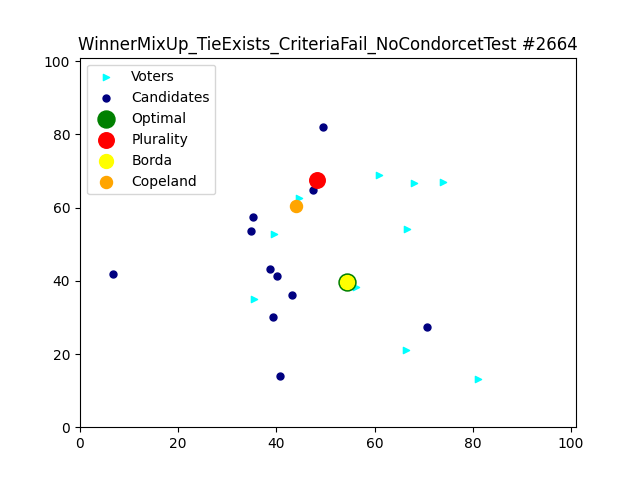 WinnerMixUp_TieExists_CriteriaFail_NoCondorcetTest #2664
100
80
60
40
20
0
0
20
40
60
80
100
Voters
Candidates
Optimal
Plurality
Borda
Copeland